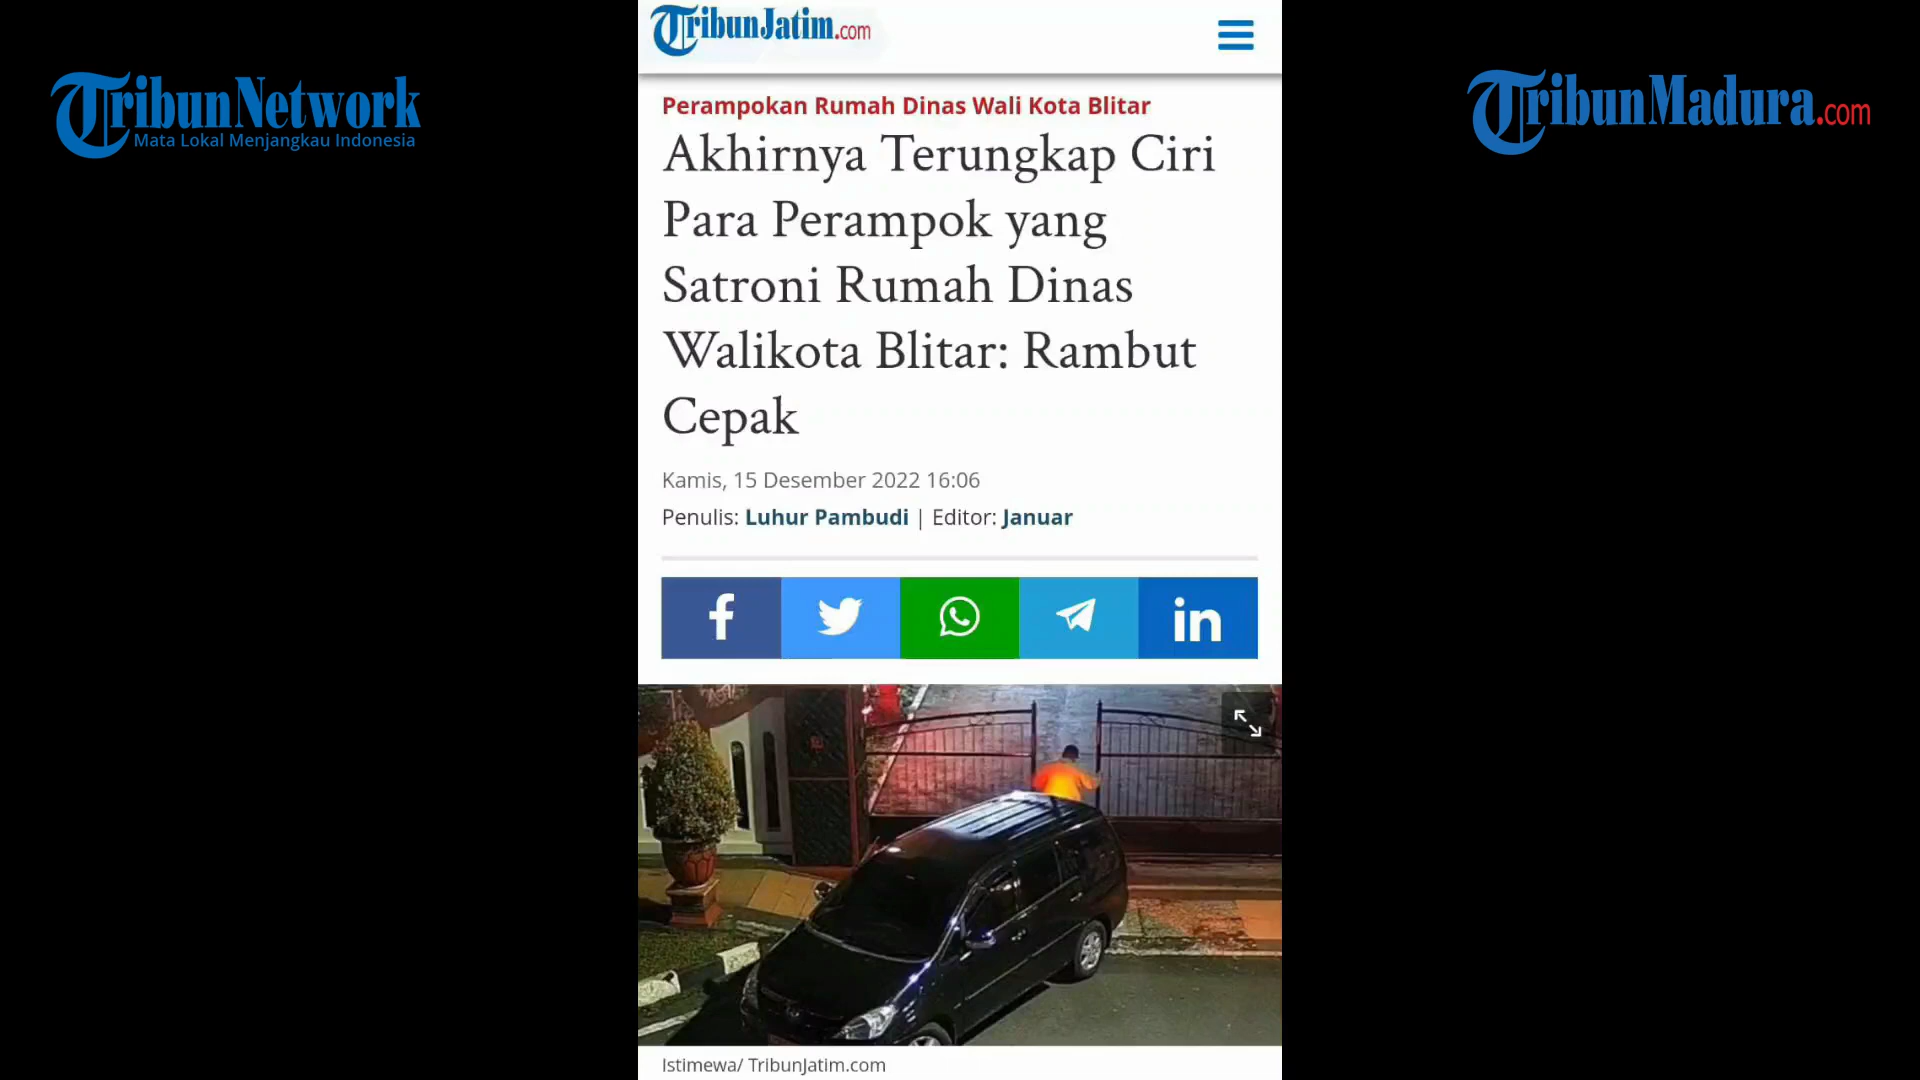 TribunNetwork
Mata Lokal Menjangkau Indonesia
TribunJatim.com
TribunMadura.com
Perampokan Rumah Dinas Wali Kota Blitar
Akhirnya Terungkap Ciri
Para Perampok yang
Satroni Rumah Dinas
Walikota Blitar: Rambut
Cepak
Kamis, 15 Desember 2022 16:06
Penulis: Luhur Pambudi | Editor: Januar
Istimewa/ TribunJatim.com